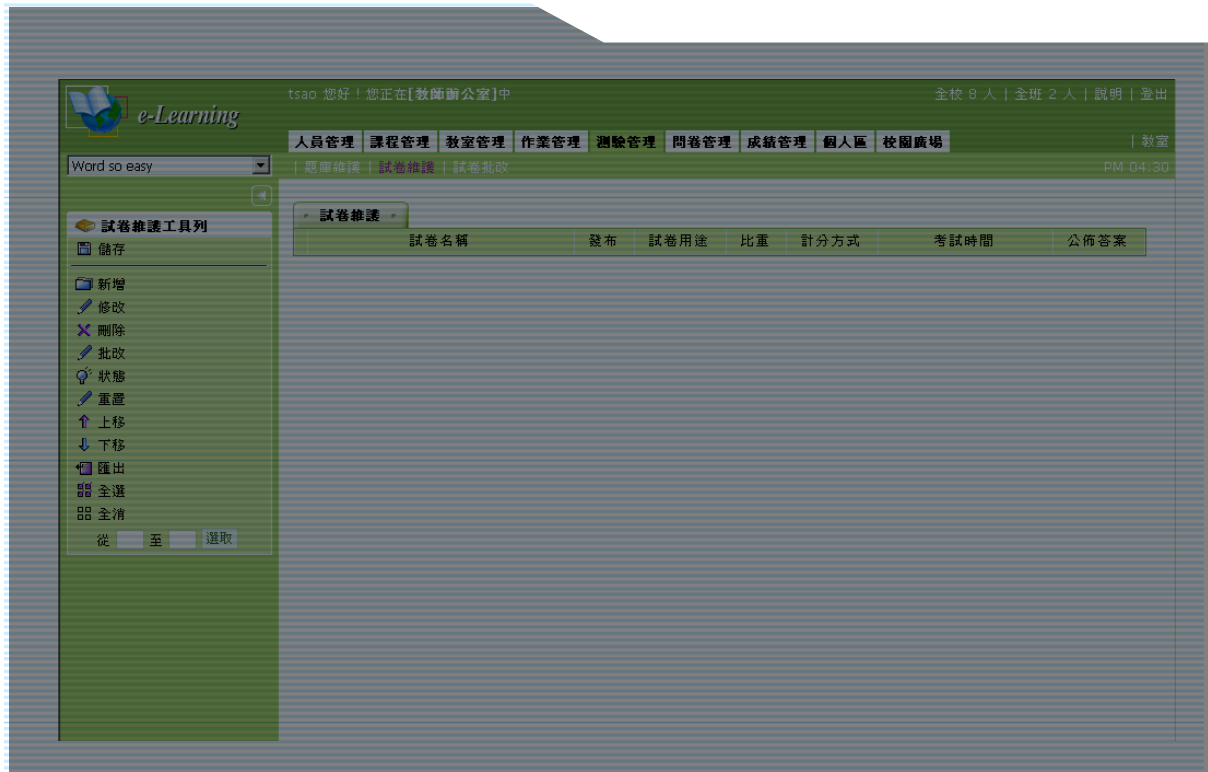 e-Learning
tsao 您好！您正在[教師辦公室]中
全校 8 人 | 全班 2 人 | 說明 | 登出
人員管理 課程管理 教室管理 作業管理 測驗管理 問卷管理 成績管理 個人區 校園廣場 | 教室
Word so easy
| 題庫維護 | 試卷維護 | 試卷批改
PM 04:30
試卷維護工具列
儲存
新增
修改
刪除
批改
狀態
重置
上移
下移
匯出
全選
全消
從 至 選取
試卷維護
試卷名稱 發布 試卷用途 比重 計分方式 考試時間 公佈答案